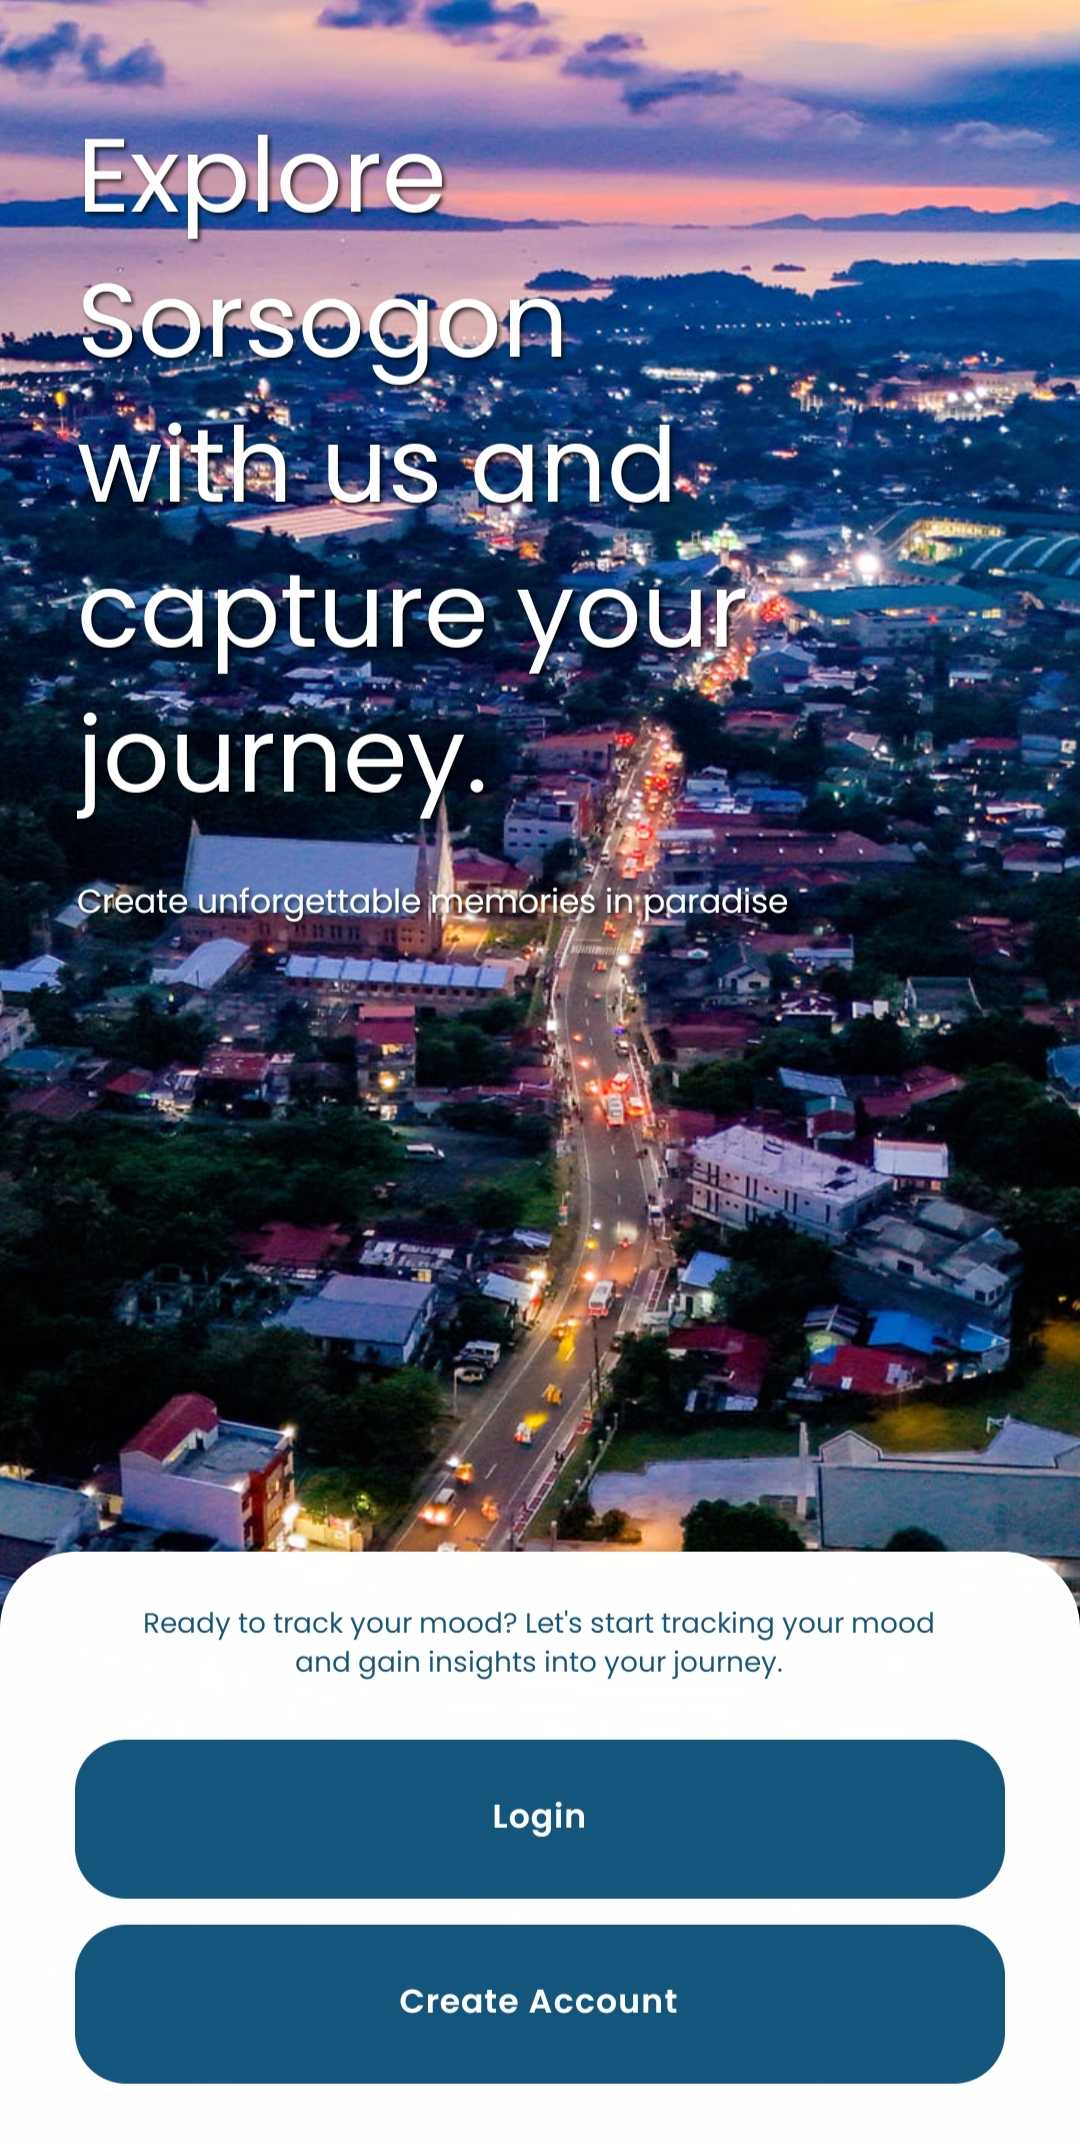 Explore
Sorsogon
with us and
capture your
journey.
Create unforgettable memories in paradise
Ready to track your mood? Let's start tracking your mood
and gain insights into your journey.
Login
Create Account